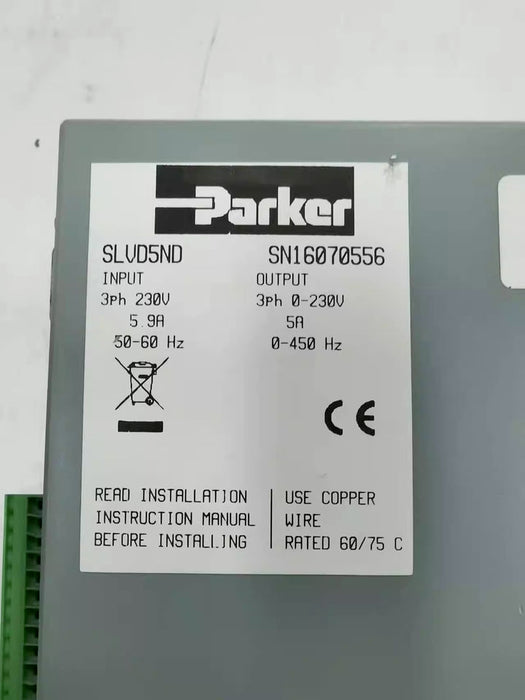 Parker
SLVD5ND SN16070556
INPUT OUTPUT
3Ph 230V 3Ph 0-230V
5.9A 5A
50-60 Hz 0-450 Hz
CE
READ INSTALLATION USE COPPER
INSTRUCTION MANUAL WIRE
BEFORE INSTALLING RATED 60/75 C